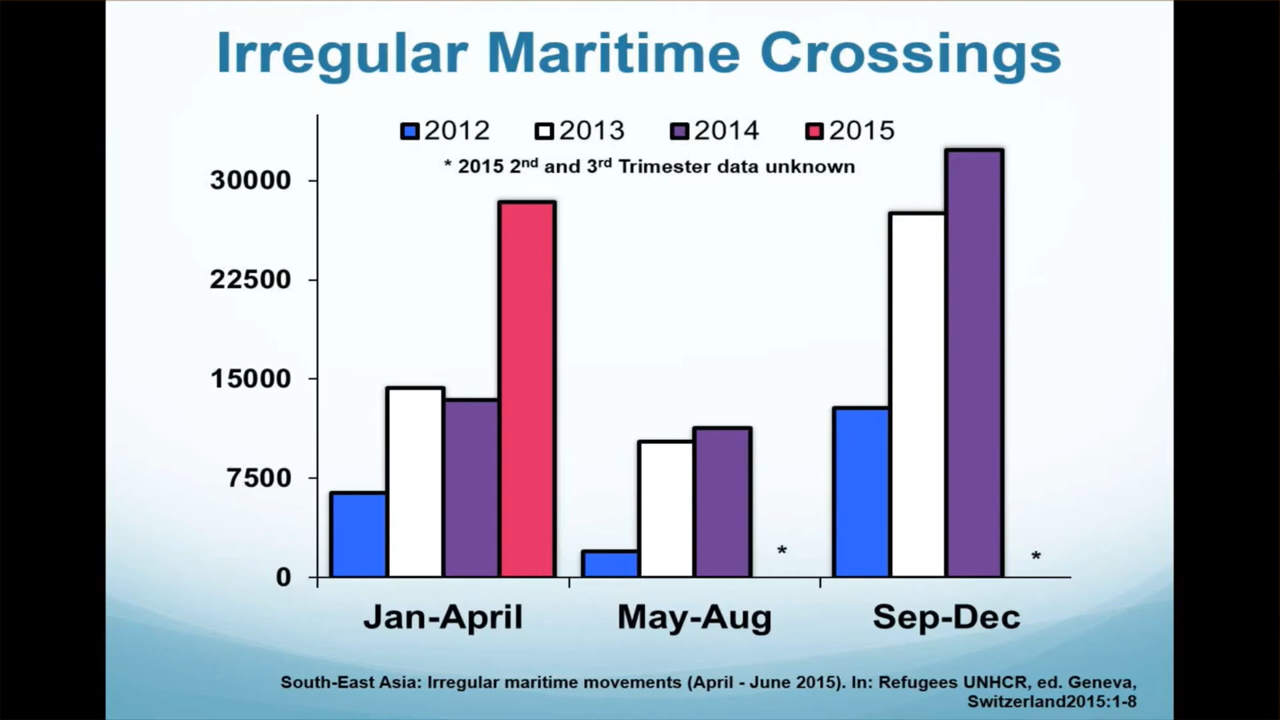 Irregular Maritime Crossings
2012 2013 2014 2015
* 2015 2nd and 3rd Trimester data unknown
30000
22500
15000
7500
0
* *
Jan-April May-Aug Sep-Dec
South-East Asia: Irregular maritime movements (April - June 2015). In: Refugees UNHCR, ed. Geneva,
Switzerland2015:1-8